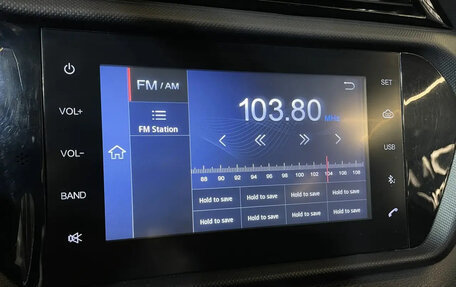 FM / AM
SET
103.80 MHz
VOL+
FM Station
VOL-
USB
88 90 92 94 96 98 100 102 104 106 108
BAND
Hold to save Hold to save Hold to save Hold to save
Hold to save Hold to save Hold to save Hold to save